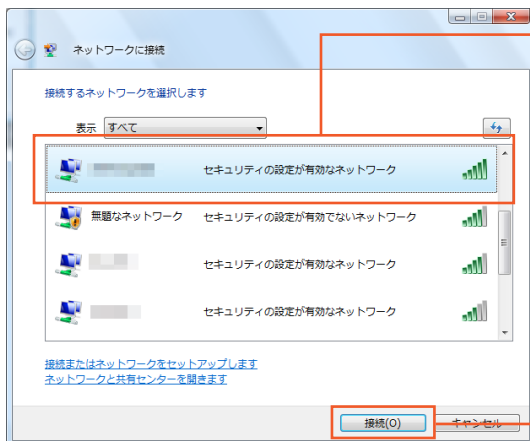 ネットワークに接続
接続するネットワークを選択します
表示 すべて
セキュリティの設定が有効なネットワーク
無題なネットワーク セキュリティの設定が有効でないネットワーク
セキュリティの設定が有効なネットワーク
セキュリティの設定が有効なネットワーク
接続またはネットワークをセットアップします
ネットワークと共有センターを開きます
接続(O) キャンセル